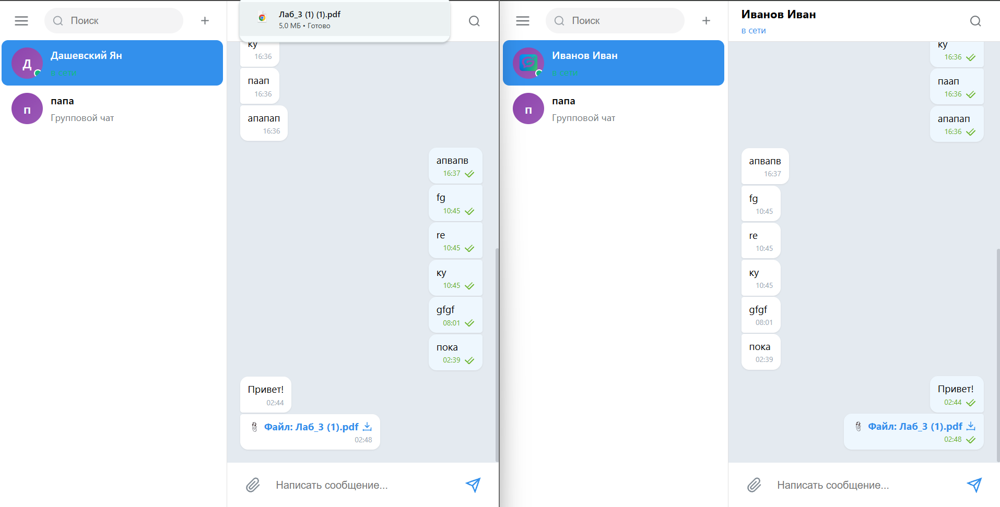 Поиск
Дашевский Ян
в сети
Д
папа
Групповой чат
п
Лаб_3 (1) (1).pdf
5,0 МБ • Готово
ку
16:36
паап
16:36
апапап
16:36
апвапв
16:37
fg
10:45
re
10:45
ку
10:45
gfgf
08:01
пока
02:39
Привет!
02:44
Файл: Лаб_3 (1).pdf
02:48
Написать сообщение...
Поиск
Иванов Иван
в сети
папа
Групповой чат
п
Иванов Иван
в сети
ку
16:36
паап
16:36
апапап
16:36
апвапв
16:37
fg
10:45
re
10:45
ку
10:45
gfgf
08:01
пока
02:39
Привет!
02:44
Файл: Лаб_3 (1).pdf
02:48
Написать сообщение...